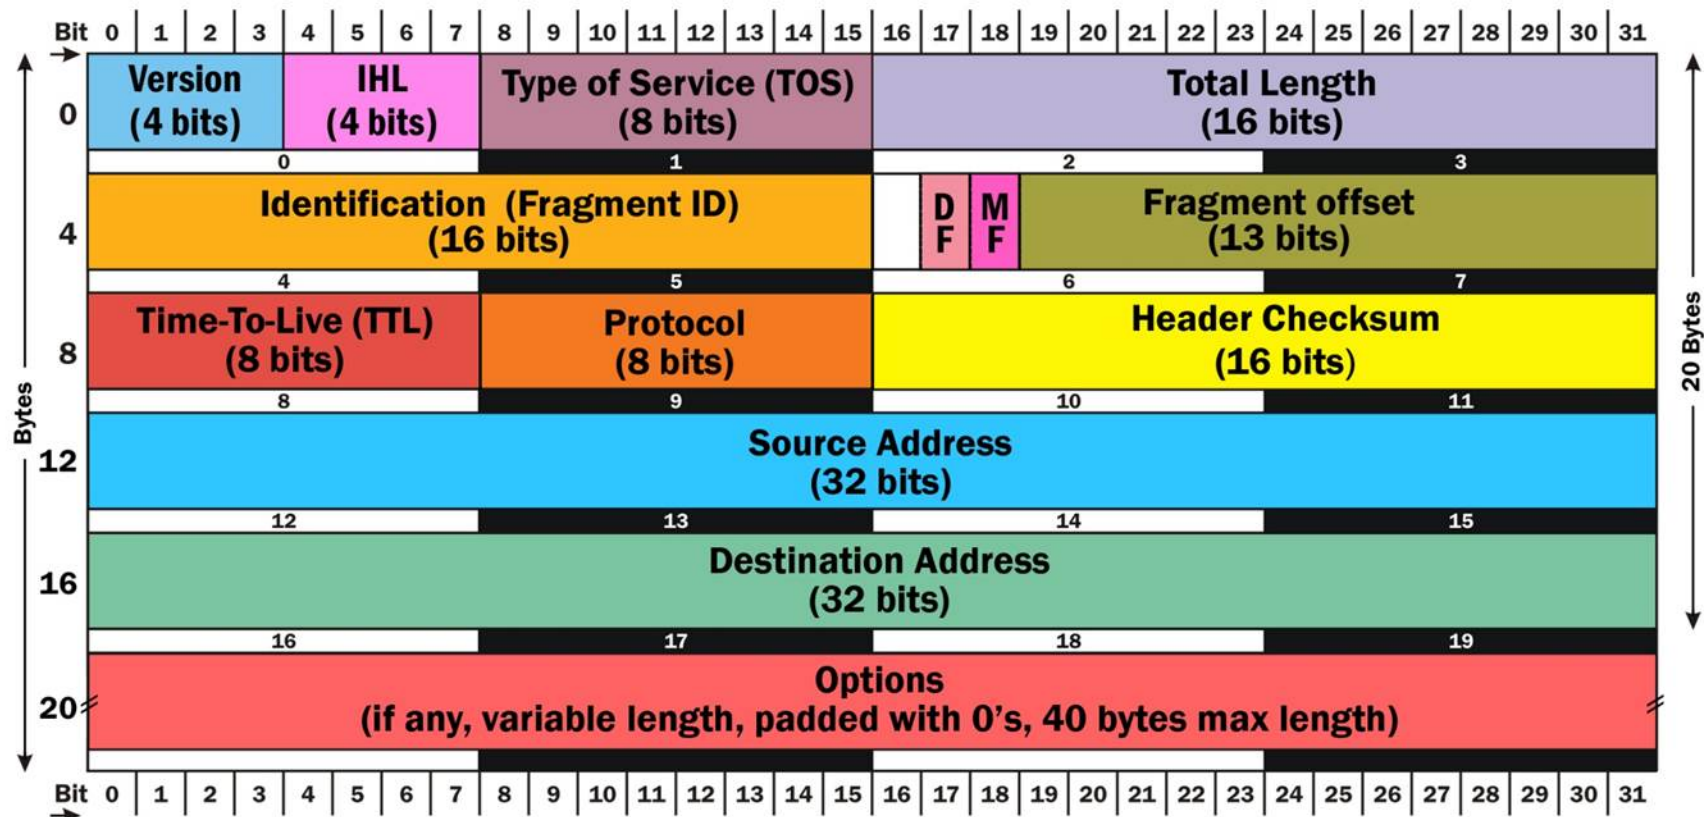 Bit 0 1 2 3 4 5 6 7 8 9 10 11 12 13 14 15 16 17 18 19 20 21 22 23 24 25 26 27 28 29 30 31
Version IHL Type of Service (TOS) Total Length
0 (4 bits) (4 bits) (8 bits) (16 bits)
0 1 2 3
Identification (Fragment ID) D M Fragment offset
4 (16 bits) F F (13 bits)
4 5 6 7
Time-To-Live (TTL) Protocol Header Checksum
8 (8 bits) (8 bits) (16 bits)
8 9 10 11
Source Address
12 (32 bits)
12 13 14 15
Destination Address
16 (32 bits)
16 17 18 19
Options
20 (if any, variable length, padded with 0's, 40 bytes max length)
Bit 0 1 2 3 4 5 6 7 8 9 10 11 12 13 14 15 16 17 18 19 20 21 22 23 24 25 26 27 28 29 30 31
Bytes
20 Bytes